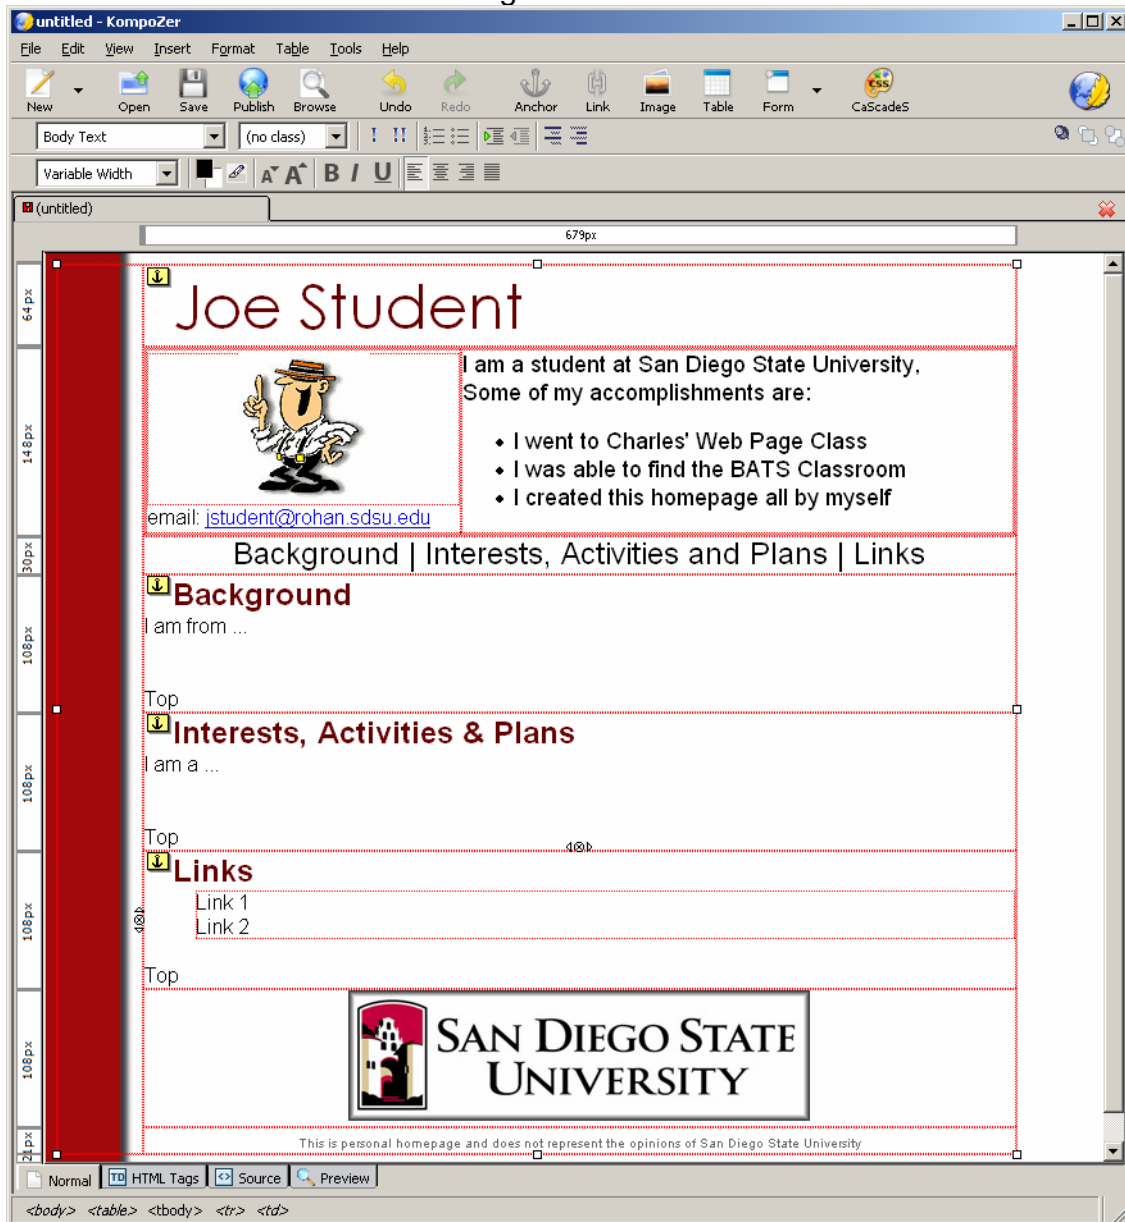 untitled - KompoZer
File Edit View Insert Format Table Tools Help
New Open Save Publish Browse Undo Redo Anchor Link Image Table Form CaScadeS
Body Text (no class) ! !!
Variable Width A A B I U
(untitled)
679px
64px
Joe Student
148px
I am a student at San Diego State University,
Some of my accomplishments are:
• I went to Charles' Web Page Class
• I was able to find the BATS Classroom
• I created this homepage all by myself
email: jstudent@rohan.sdsu.edu
30px
Background | Interests, Activities and Plans | Links
108px
Background
I am from ...
Top
108px
Interests, Activities & Plans
I am a ...
Top
108px
Links
Link 1
Link 2
Top
108px
SAN DIEGO STATE
UNIVERSITY
21px
This is personal homepage and does not represent the opinions of San Diego State University
Normal TD HTML Tags Source Preview
<body> <table> <tbody> <tr> <td>